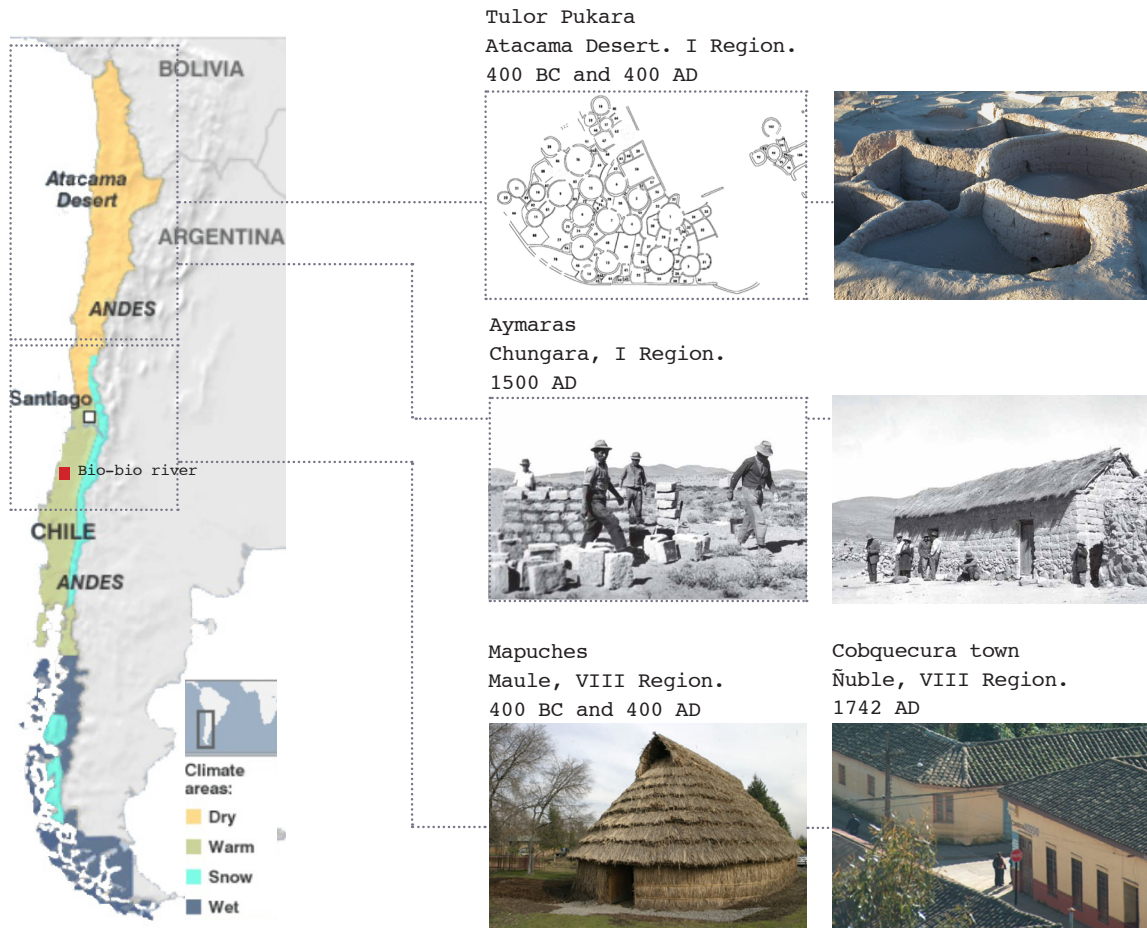 BOLIVIA
Atacama
Desert
ARGENTINA
ANDES
Santiago
Bio-bio river
CHILE
ANDES
Climate
areas:
Dry
Warm
Snow
Wet
Tulor Pukara
Atacama Desert. I Region.
400 BC and 400 AD
Aymaras
Chungara, I Region.
1500 AD
Mapuches
Maule, VIII Region.
400 BC and 400 AD
Cobquecura town
Ñuble, VIII Region.
1742 AD